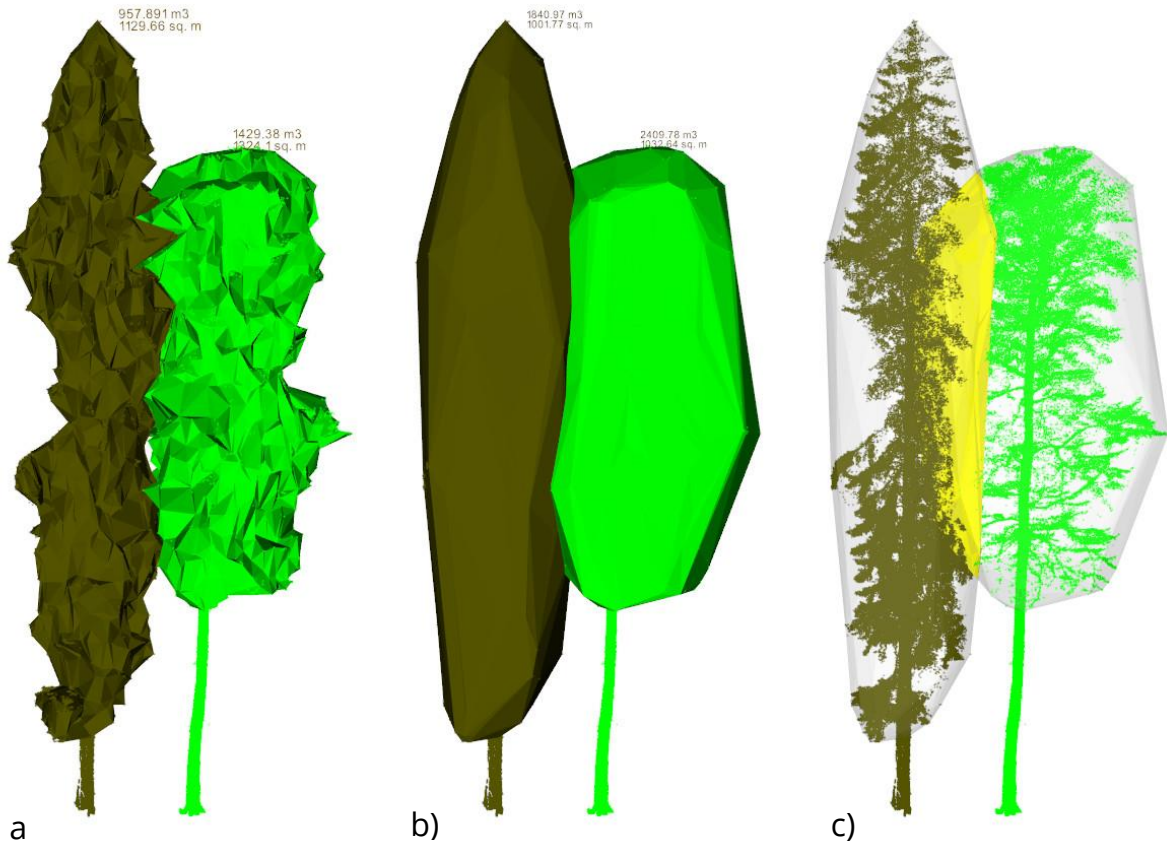 957.891 m3
1129.66 sq. m
1429.38 m3
1324.1 sq. m
1840.97 m3
1001.77 sq. m
2409.78 m3
1032.64 sq. m
a
b)
c)